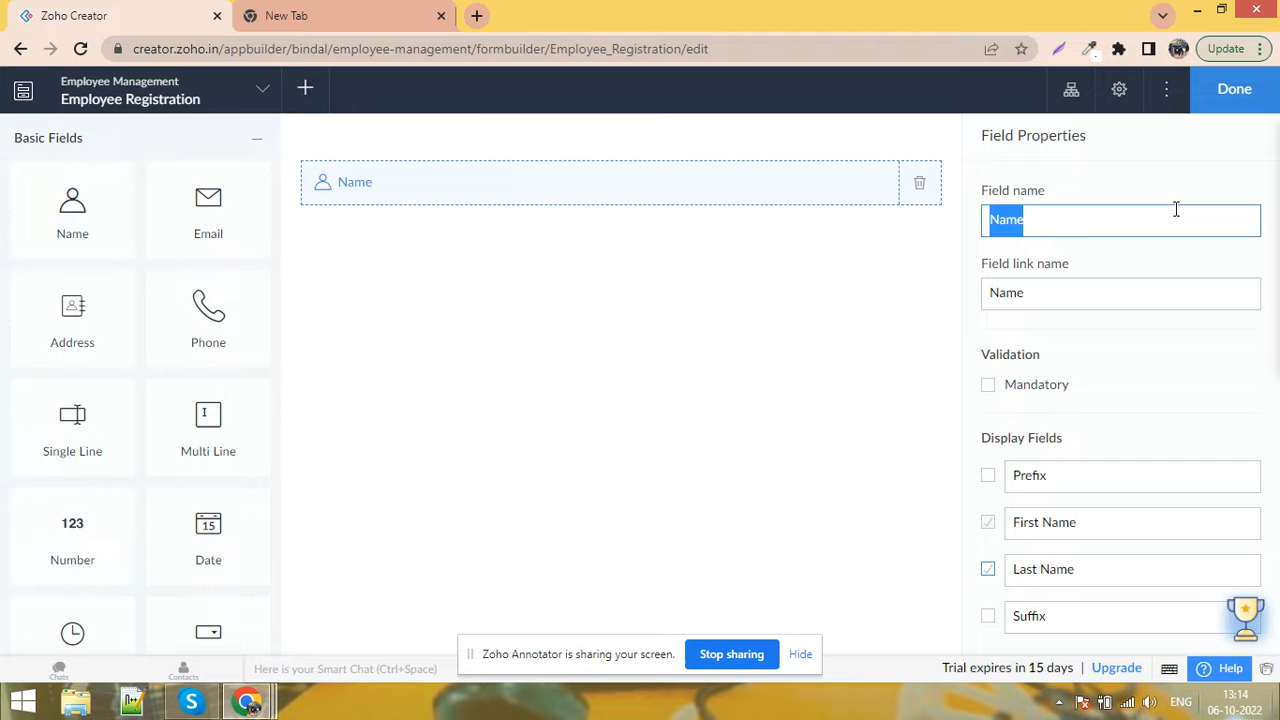 Zoho Creator
New Tab
creator.zoho.in/appbuilder/bindal/employee-management/formbuilder/Employee_Registration/edit
Update
Employee Management
Employee Registration
Done
Basic Fields
Name
Email
Address
Phone
Single Line
Multi Line
I
123
Number
15
Date
Name
Field Properties
Field name
Name
Field link name
Name
Validation
Mandatory
Display Fields
Prefix
First Name
Last Name
Suffix
Zoho Annotator is sharing your screen.
Stop sharing
Hide
Chats
Contacts
Here is your Smart Chat (Ctrl+Space)
Trial expires in 15 days
Upgrade
Help
ENG
13:14
06-10-2022